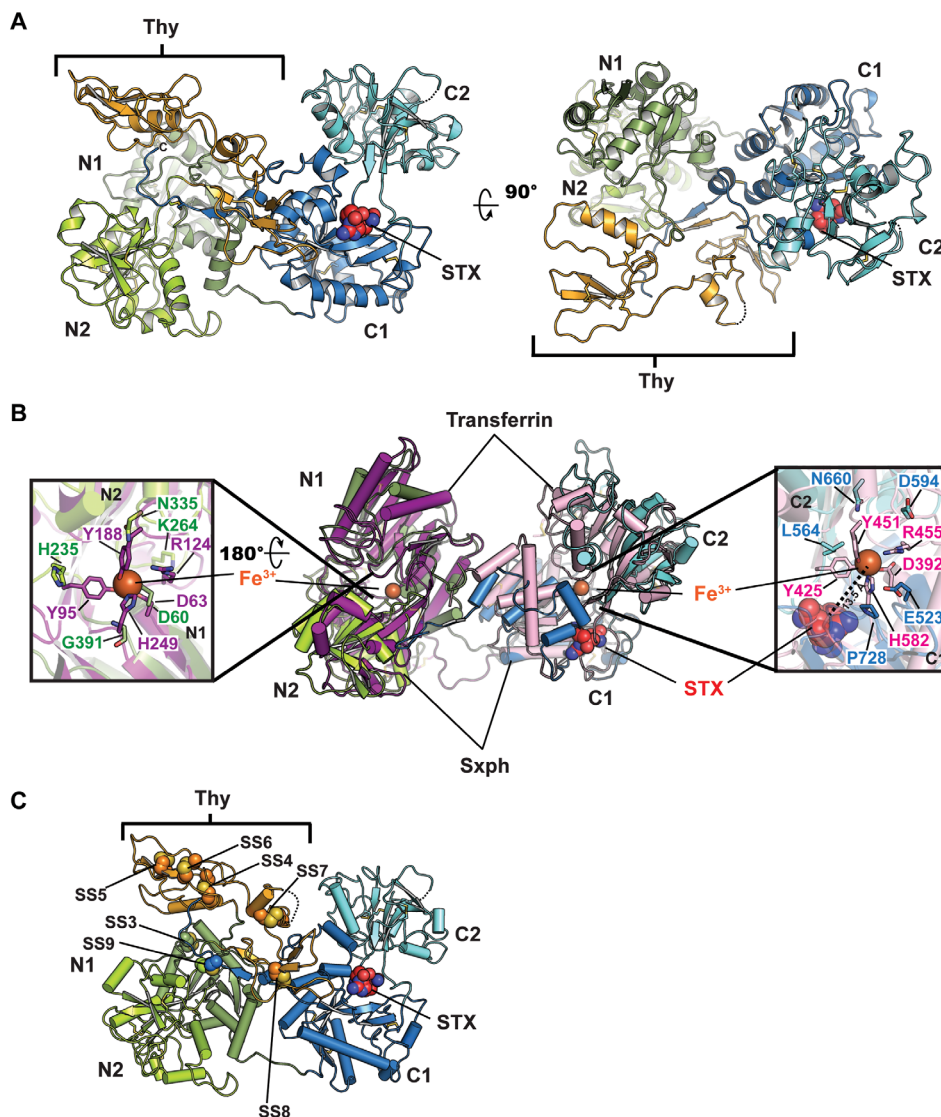 A
Thy
C2
N1
C
STX
N2
C1
90°
N1
C1
N2
C2
STX
Thy
B
Transferrin
N1
C2
180°
Fe³⁺
Fe³⁺
N2
C1
STX
Sxph
N2
N335
Y188
K264
H235
R124
Y95
D63
D60
G391
N1
H249
N660
D594
C2
Y451
L564
R455
D392
Y425
E523
13.5
H582
P728
C1
C
Thy
SS6
SS4
SS7
SS5
SS3
SS9
N1
C2
STX
N2
C1
SS8